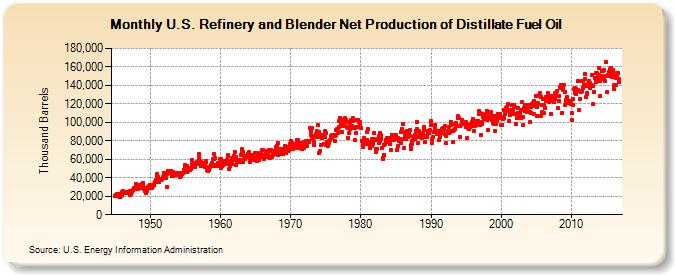 Monthly U.S. Refinery and Blender Net Production of Distillate Fuel Oil
Thousand Barrels
180,000
160,000
140,000
120,000
100,000
80,000
60,000
40,000
20,000
0
1950 1960 1970 1980 1990 2000 2010
Source: U.S. Energy Information Administration